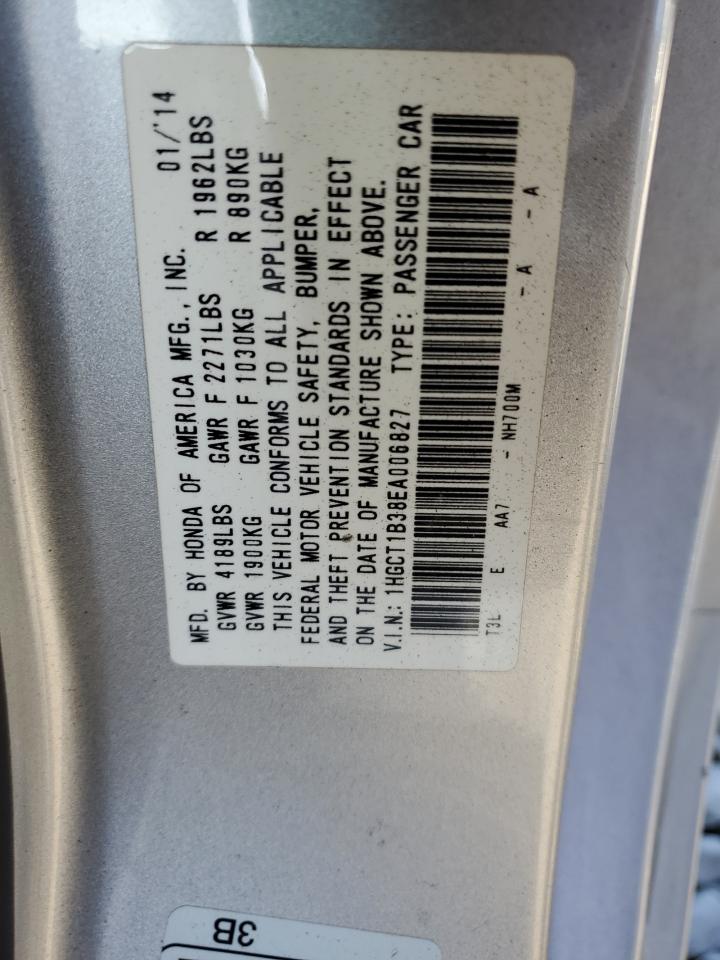 MFD. BY HONDA OF AMERICA MFG., INC. 01/'14
GVWR 4189LBS GAWR F 2271LBS R 1962LBS
GVWR 1900KG GAWR F 1030KG R 890KG
THIS VEHICLE CONFORMS TO ALL APPLICABLE
FEDERAL MOTOR VEHICLE SAFETY, BUMPER,
AND THEFT PREVENTION STANDARDS IN EFFECT
ON THE DATE OF MANUFACTURE SHOWN ABOVE.
V.I.N.: 1HGCT1B38EA006827 TYPE: PASSENGER CAR
T3L E AA7 - NH700M - A - A
3B